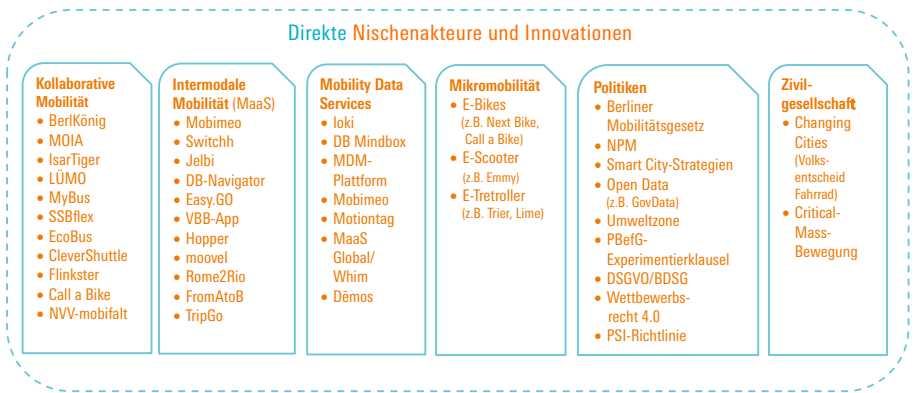 Direkte Nischenakteure und Innovationen
Kollaborative
Mobilität
• BerlKönig
• MOIA
• IsarTiger
• LÜMO
• MyBus
• SSBflex
• EcoBus
• CleverShuttle
• Flinkster
• Call a Bike
• NVV-mobifalt
Intermodale
Mobilität (MaaS)
• Mobimeo
• Switchh
• Jelbi
• DB-Navigator
• Easy.GO
• VBB-App
• Hopper
• moovel
• Rome2Rio
• FromAtoB
• TripGo
Mobility Data
Services
• Ioki
• DB Mindbox
• MDM-
Plattform
• Mobimeo
• Motiontag
• MaaS
Global/
Whim
• Dēmos
Mikromobilität
• E-Bikes
(z.B. Next Bike,
Call a Bike)
• E-Scooter
(z.B. Emmy)
• E-Tretroller
(z.B. Trier, Lime)
Politiken
• Berliner
Mobilitätsgesetz
• NPM
• Smart City-Strategien
• Open Data
(z.B. GovData)
• Umweltzone
• PBefG-
Experimentierklausel
• DSGVO/BDSG
• Wettbewerbs-
recht 4.0
• PSI-Richtlinie
Zivil-
gesellschaft
• Changing
Cities
(Volks-
entscheid
Fahrrad)
• Critical-
Mass-
Bewegung